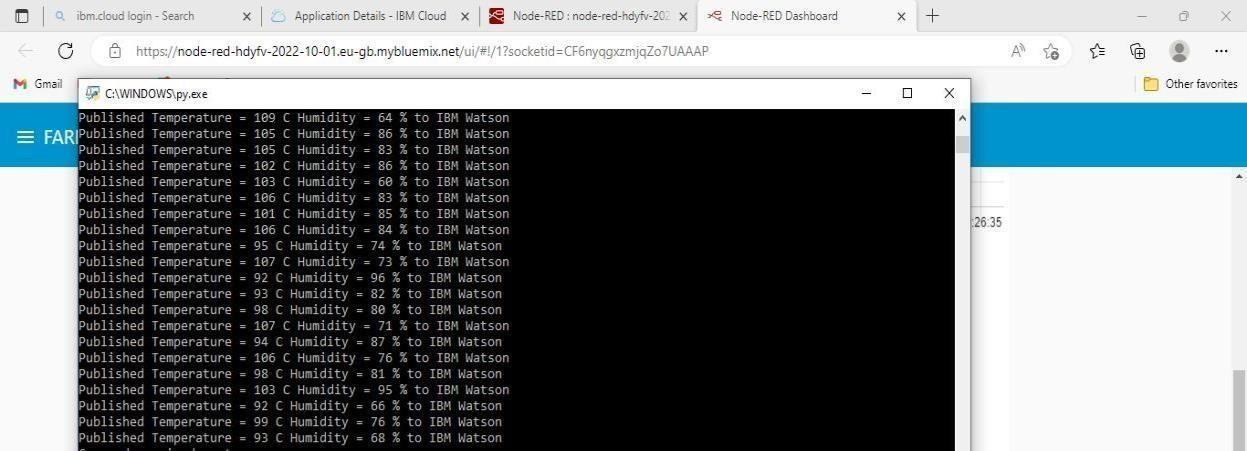 ibm.cloud login - Search
Application Details - IBM Cloud
Node-RED : node-red-hdyfv-202
Node-RED Dashboard
https://node-red-hdyfv-2022-10-01.eu-gb.mybluemix.net/ui/#!/1?socketid=CF6nyqgxzmjqZo7UAAAP
Gmail
Other favorites
C:\WINDOWS\py.exe
FAR
:26:35
Published Temperature = 109 C Humidity = 64 % to IBM Watson
Published Temperature = 105 C Humidity = 86 % to IBM Watson
Published Temperature = 105 C Humidity = 83 % to IBM Watson
Published Temperature = 102 C Humidity = 86 % to IBM Watson
Published Temperature = 103 C Humidity = 60 % to IBM Watson
Published Temperature = 106 C Humidity = 83 % to IBM Watson
Published Temperature = 101 C Humidity = 85 % to IBM Watson
Published Temperature = 106 C Humidity = 84 % to IBM Watson
Published Temperature = 95 C Humidity = 74 % to IBM Watson
Published Temperature = 107 C Humidity = 73 % to IBM Watson
Published Temperature = 92 C Humidity = 96 % to IBM Watson
Published Temperature = 93 C Humidity = 82 % to IBM Watson
Published Temperature = 98 C Humidity = 80 % to IBM Watson
Published Temperature = 107 C Humidity = 71 % to IBM Watson
Published Temperature = 94 C Humidity = 87 % to IBM Watson
Published Temperature = 106 C Humidity = 76 % to IBM Watson
Published Temperature = 98 C Humidity = 81 % to IBM Watson
Published Temperature = 103 C Humidity = 95 % to IBM Watson
Published Temperature = 92 C Humidity = 66 % to IBM Watson
Published Temperature = 99 C Humidity = 76 % to IBM Watson
Published Temperature = 93 C Humidity = 68 % to IBM Watson